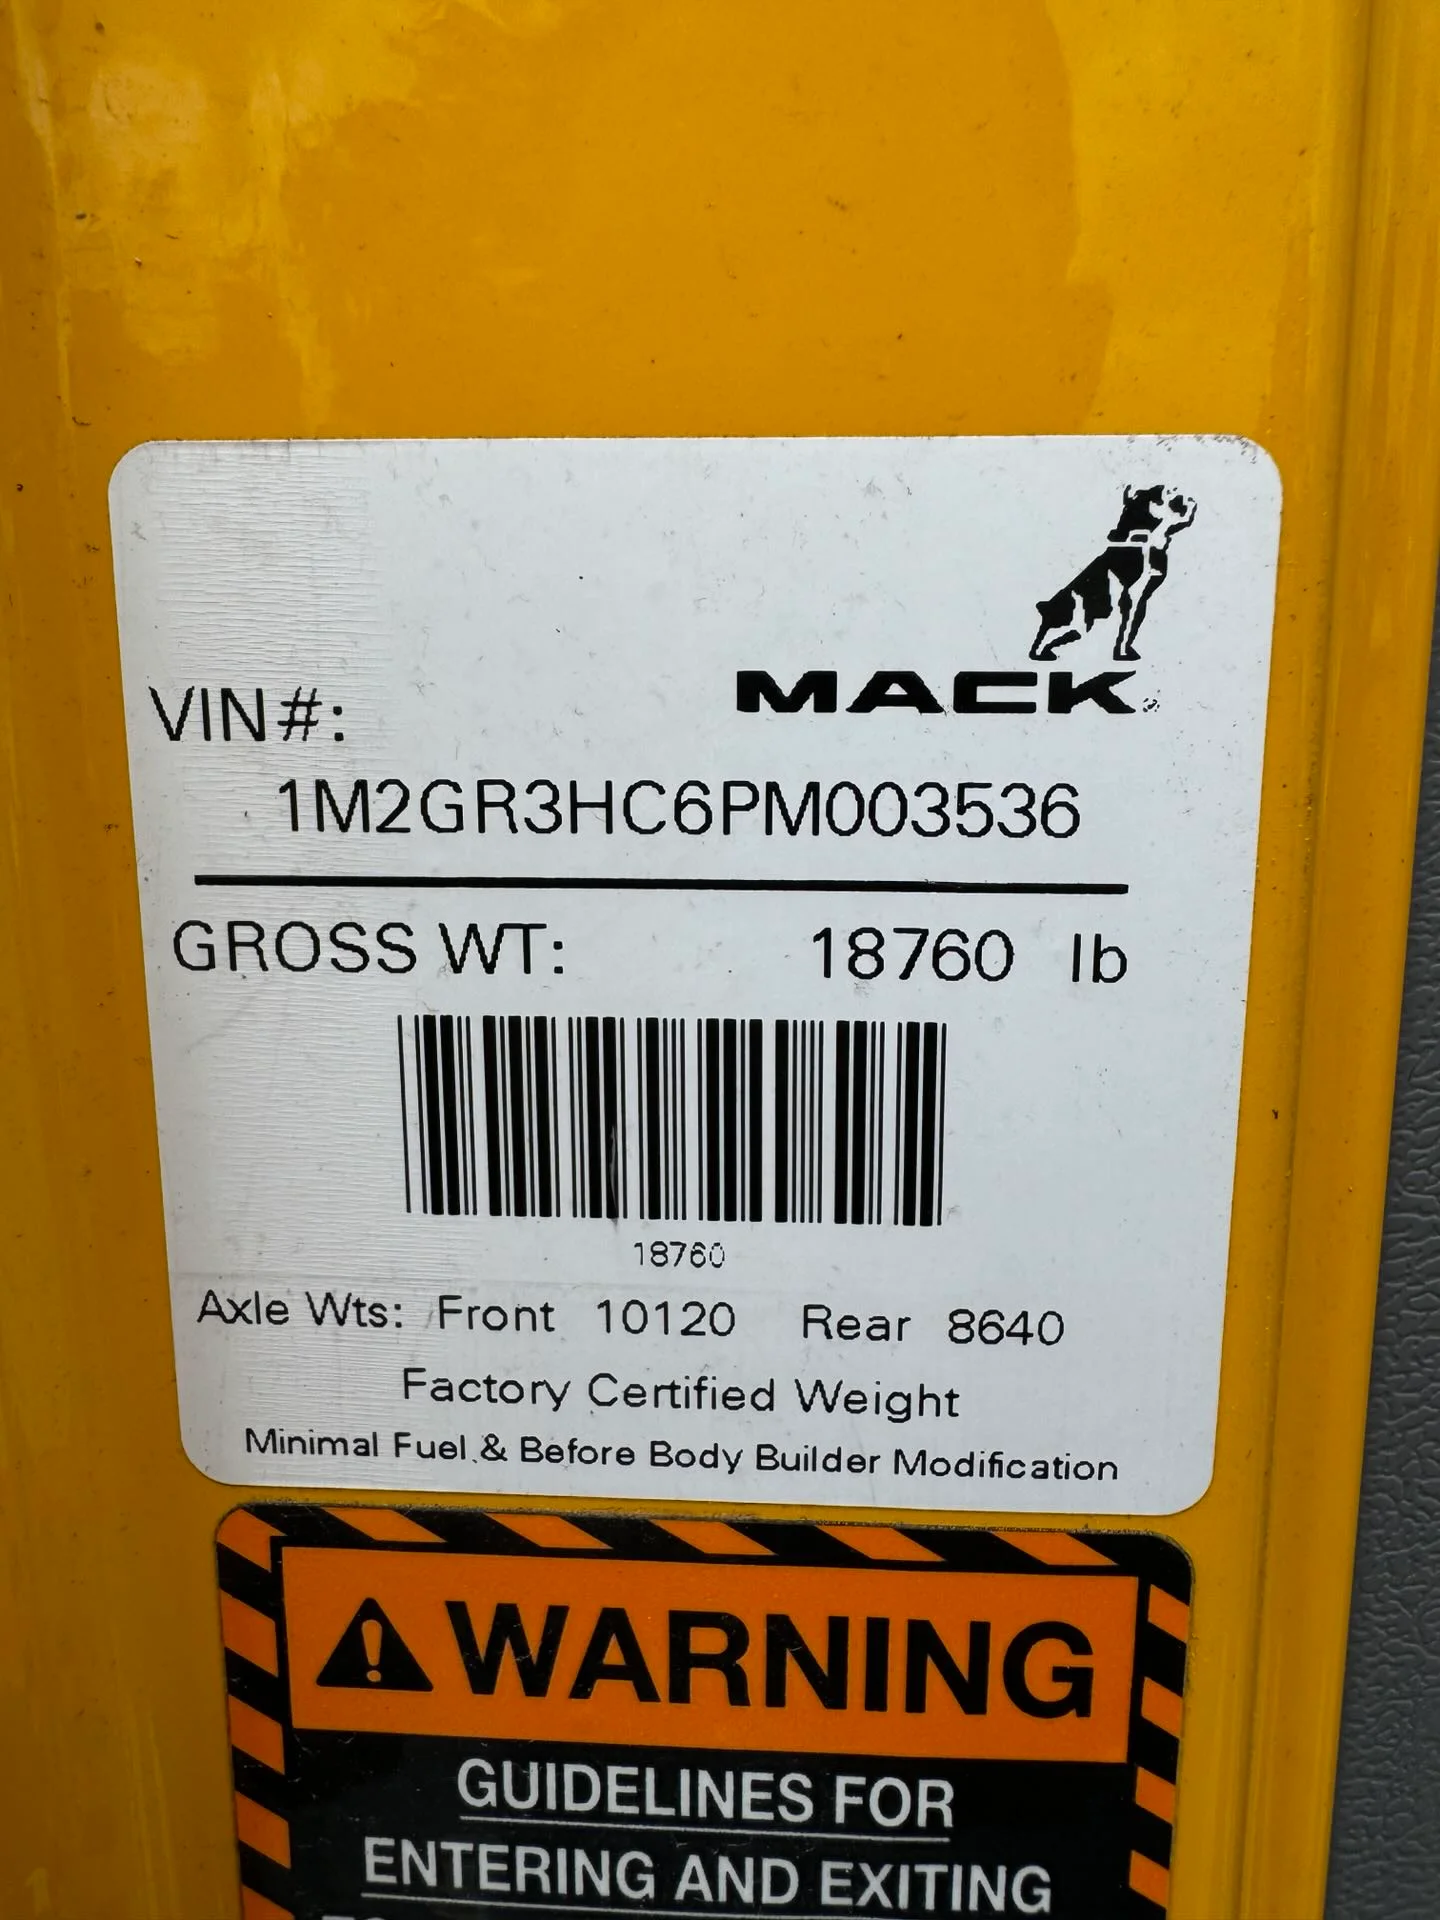 MACK
VIN#:
1M2GR3HC6PM003536
GROSS WT: 18760 lb
18760
Axle Wts: Front 10120 Rear 8640
Factory Certified Weight
Minimal Fuel & Before Body Builder Modification
WARNING
GUIDELINES FOR
ENTERING AND EXITING